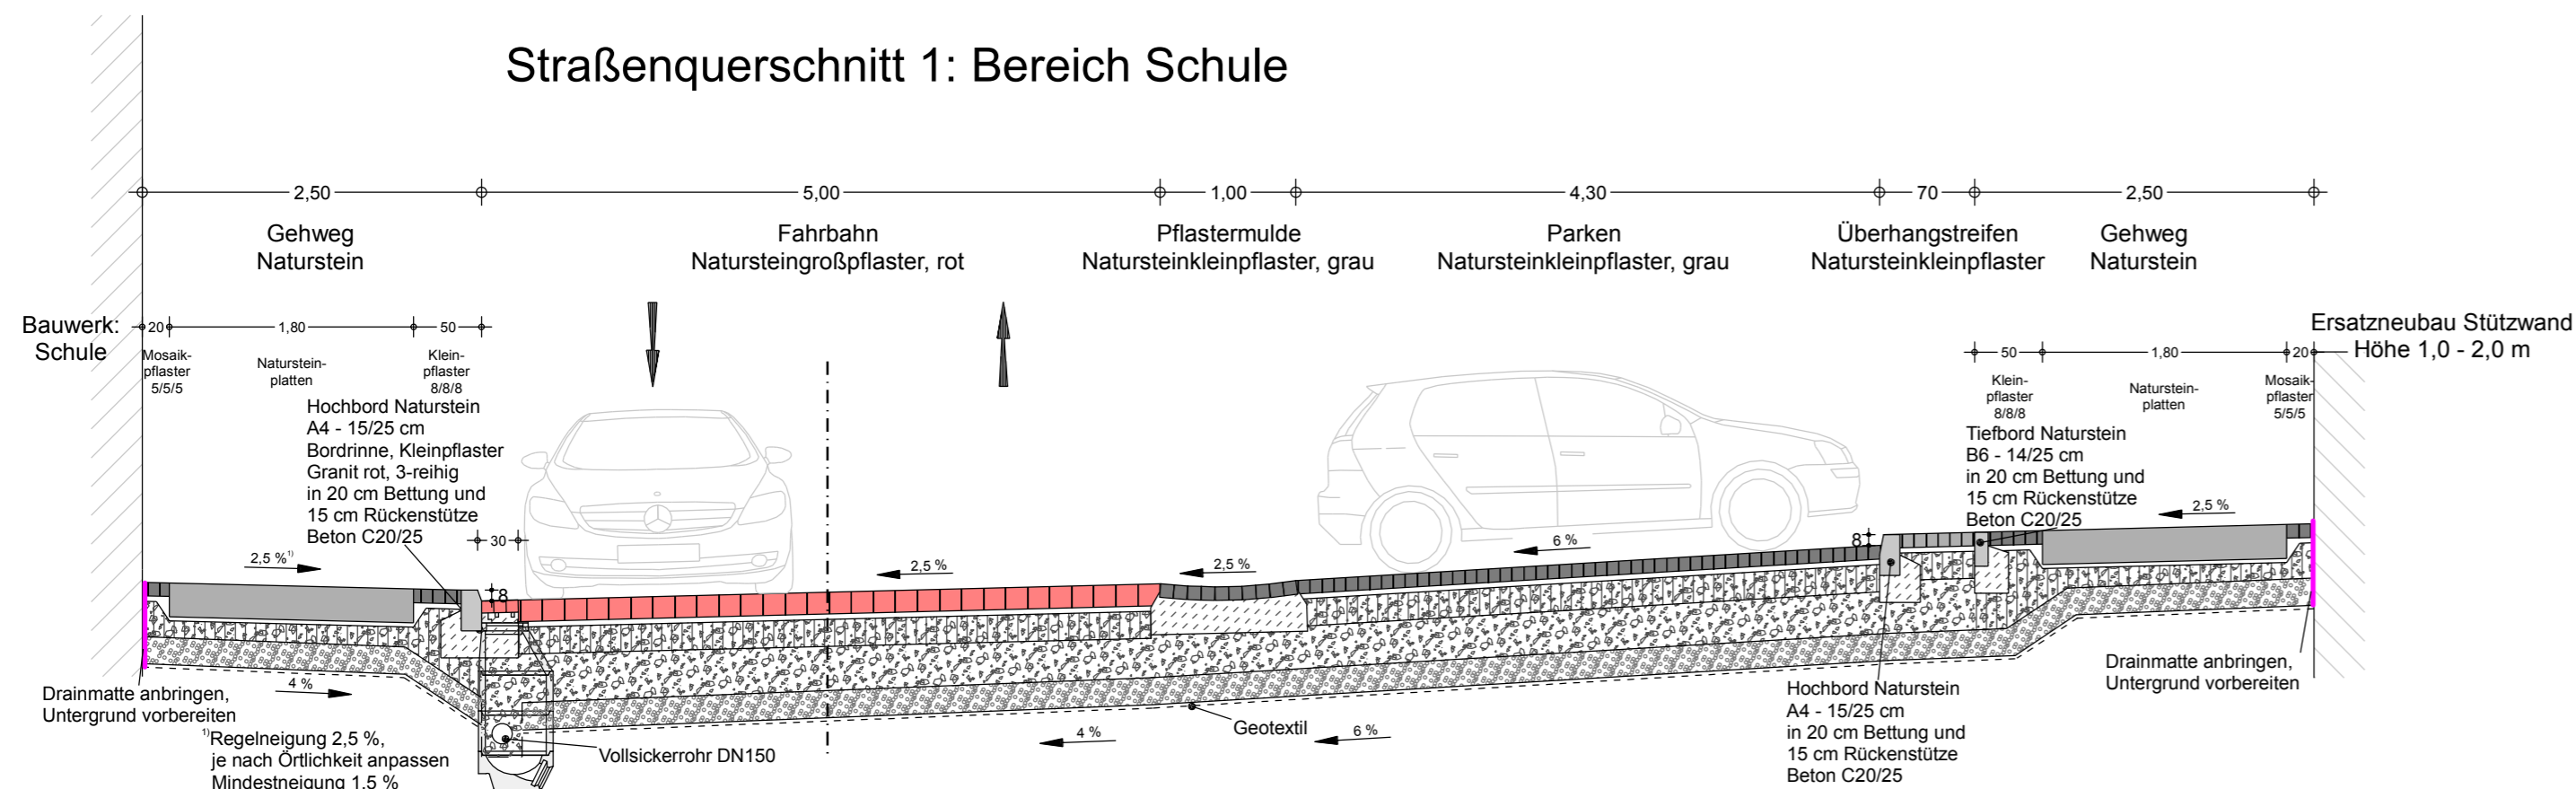 Straßenquerschnitt 1: Bereich Schule
2,50
5,00
1,00
4,30
70
2,50
Gehweg
Naturstein
Fahrbahn
Natursteingroßpflaster, rot
Pflastermulde
Natursteinkleinpflaster, grau
Parken
Natursteinkleinpflaster, grau
Überhangstreifen
Natursteinkleinpflaster
Gehweg
Naturstein
Bauwerk:
Schule
20
1,80
50
Mosaik-
pflaster
5/5/5
Naturstein-
platten
Klein-
pflaster
8/8/8
Hochbord Naturstein
A4 - 15/25 cm
Bordrinne, Kleinpflaster
Granit rot, 3-reihig
in 20 cm Bettung und
15 cm Rückenstütze
Beton C20/25
30
8
2,5 %¹⁾
2,5 %
2,5 %
6 %
8
2,5 %
Ersatzneubau Stützwand
Höhe 1,0 - 2,0 m
50
1,80
20
Klein-
pflaster
8/8/8
Naturstein-
platten
Mosaik-
pflaster
5/5/5
Tiefbord Naturstein
B6 - 14/25 cm
in 20 cm Bettung und
15 cm Rückenstütze
Beton C20/25
Drainmatte anbringen,
Untergrund vorbereiten
4 %
¹⁾Regelneigung 2,5 %,
je nach Örtlichkeit anpassen
Mindestneigung 1,5 %
Vollsickerrohr DN150
4 %
Geotextil
6 %
Hochbord Naturstein
A4 - 15/25 cm
in 20 cm Bettung und
15 cm Rückenstütze
Beton C20/25
Drainmatte anbringen,
Untergrund vorbereiten